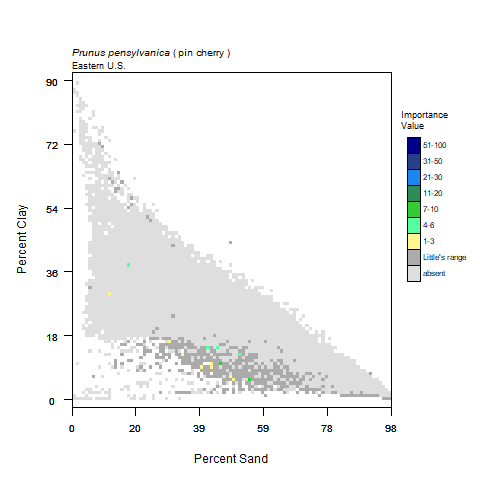 Prunus pensylvanica ( pin cherry )
Eastern U.S.
90
72
54
36
18
0
Percent Clay
0 20 39 59 78 98
Percent Sand
Importance
Value
51-100
31-50
21-30
11-20
7-10
4-6
1-3
Little's range
absent